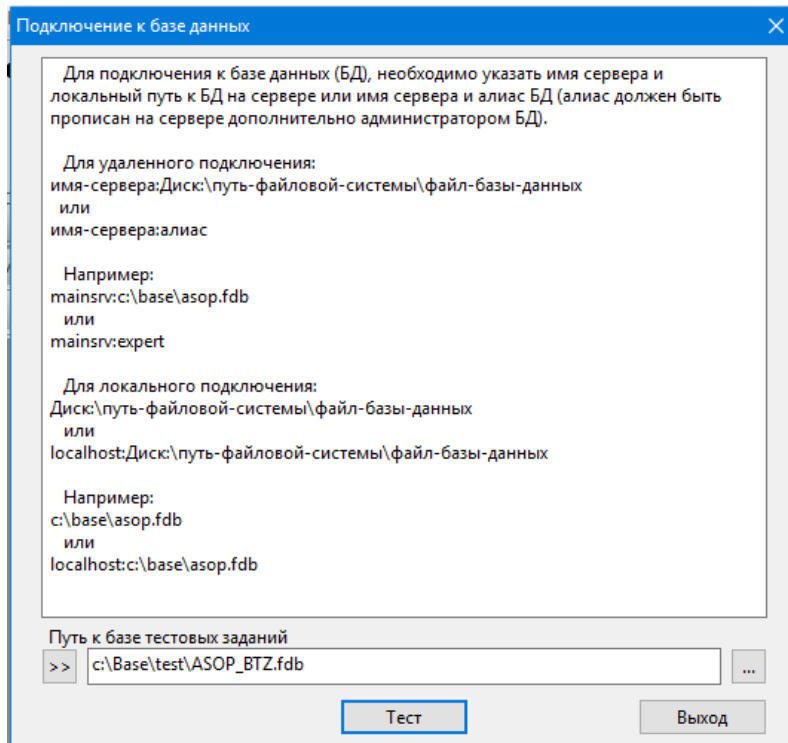 Подключение к базе данных
Для подключения к базе данных (БД), необходимо указать имя сервера и
локальный путь к БД на сервере или имя сервера и алиас БД (алиас должен быть
прописан на сервере дополнительно администратором БД).
Для удаленного подключения:
имя-сервера:Диск:\путь-файловой-системы\файл-базы-данных
или
имя-сервера:алиас
Например:
mainsrv:c:\base\asop.fdb
или
mainsrv:expert
Для локального подключения:
Диск:\путь-файловой-системы\файл-базы-данных
или
localhost:Диск:\путь-файловой-системы\файл-базы-данных
Например:
c:\base\asop.fdb
или
localhost:c:\base\asop.fdb
Путь к базе тестовых заданий
>> c:\Base\test\ASOP_BTZ.fdb ...
Тест Выход